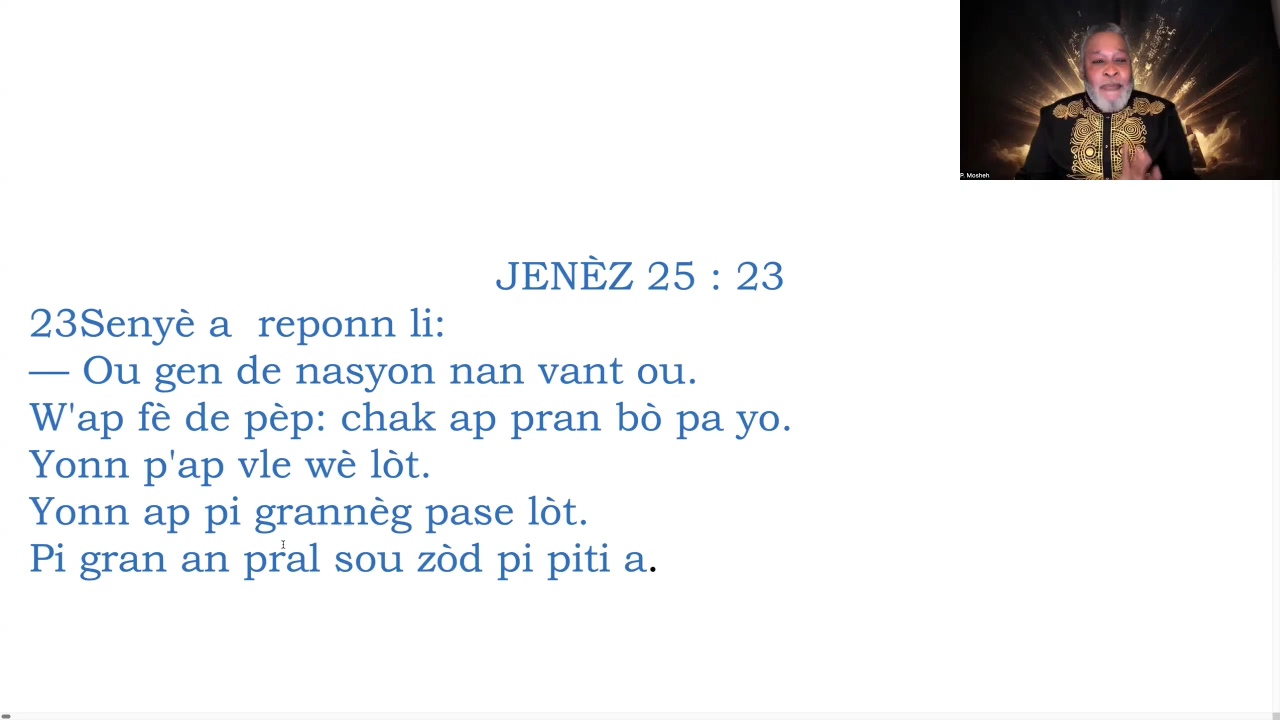 P. Mosheh
JENÈZ 25 : 23
23Senyè a  reponn li:
— Ou gen de nasyon nan vant ou.
W'ap fè de pèp: chak ap pran bò pa yo.
Yonn p'ap vle wè lòt.
Yonn ap pi grannèg pase lòt.
Pi gran an pral sou zòd pi piti a.